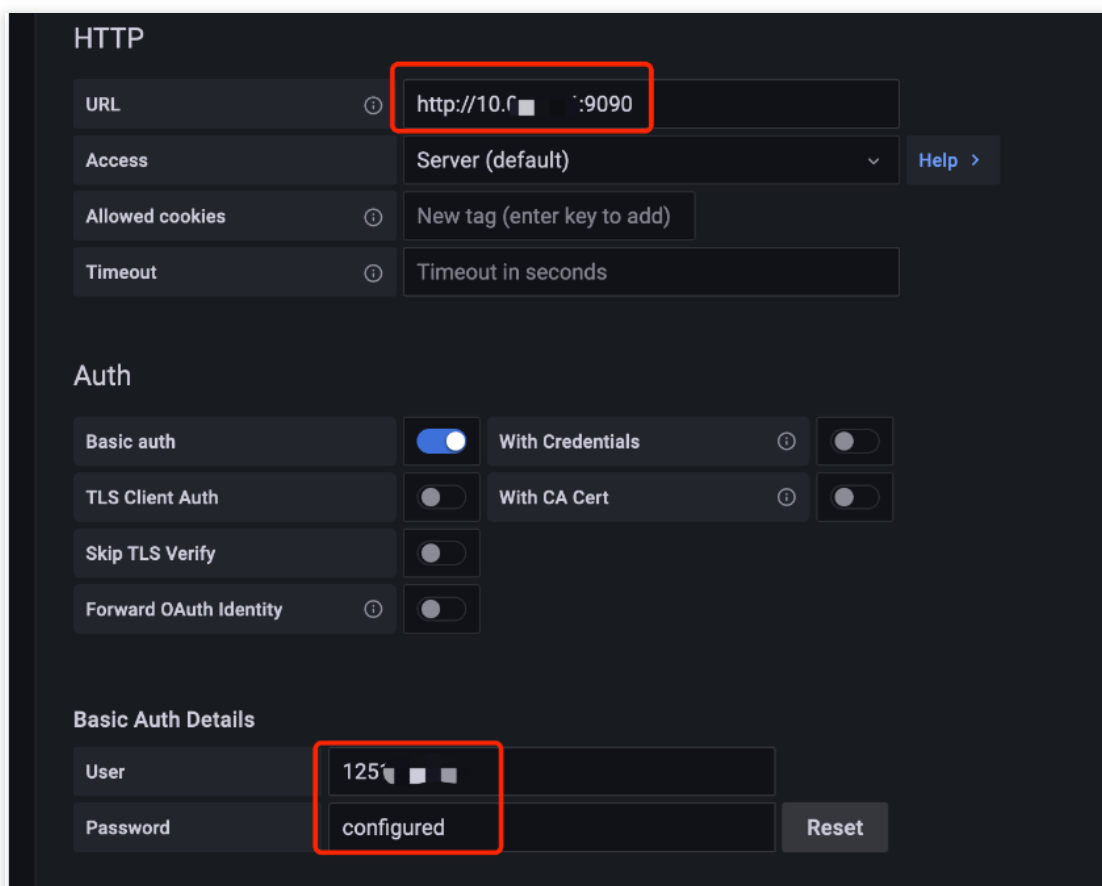 HTTP
URL http://10. :9090
Access Server (default) Help >
Allowed cookies New tag (enter key to add)
Timeout Timeout in seconds
Auth
Basic auth With Credentials
TLS Client Auth With CA Cert
Skip TLS Verify
Forward OAuth Identity
Basic Auth Details
User 125
Password configured Reset